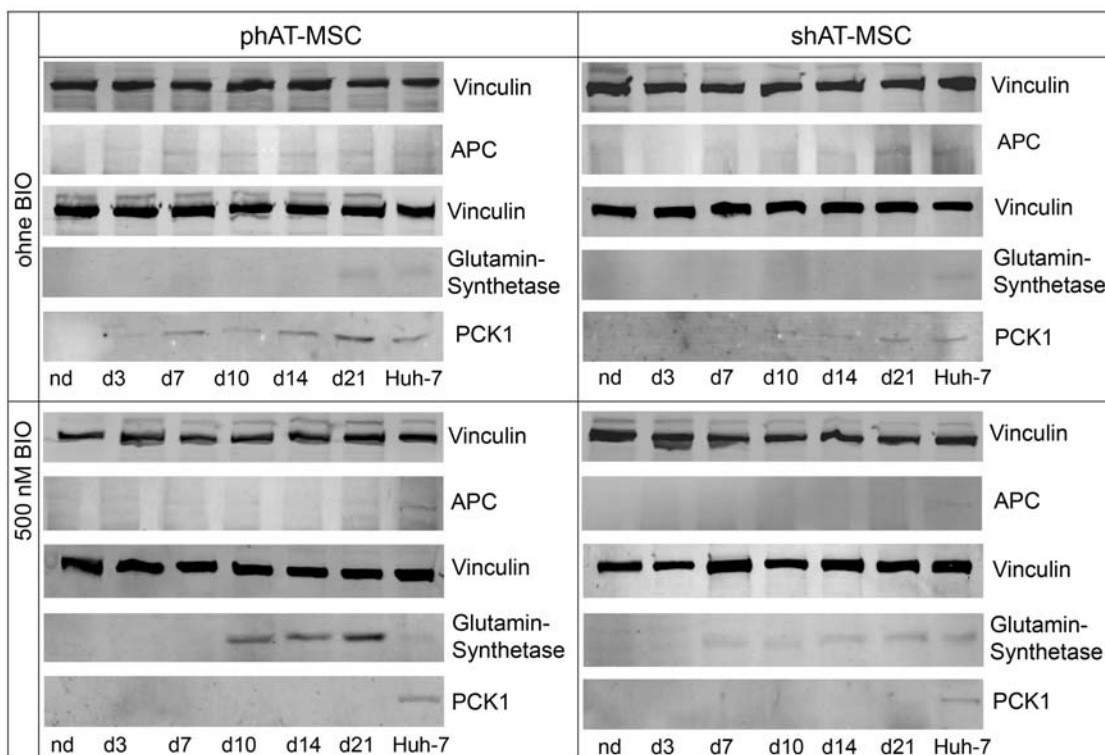 phAT-MSC
shAT-MSC
ohne BIO
Vinculin
APC
Vinculin
Glutamin-
Synthetase
PCK1
nd d3 d7 d10 d14 d21 Huh-7
Vinculin
APC
Vinculin
Glutamin-
Synthetase
PCK1
nd d3 d7 d10 d14 d21 Huh-7
500 nM BIO
Vinculin
APC
Vinculin
Glutamin-
Synthetase
PCK1
nd d3 d7 d10 d14 d21 Huh-7
Vinculin
APC
Vinculin
Glutamin-
Synthetase
PCK1
nd d3 d7 d10 d14 d21 Huh-7